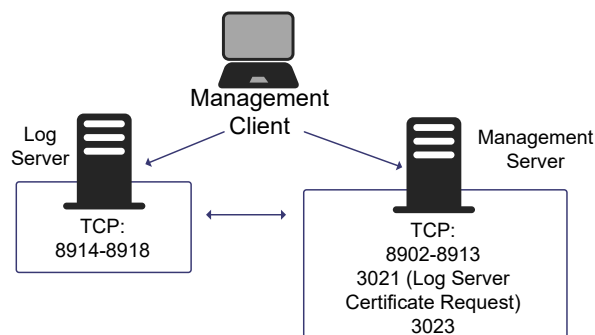 Management
Client
Log
Server
Management
Server
TCP:
8914-8918
TCP:
8902-8913
3021 (Log Server
Certificate Request)
3023